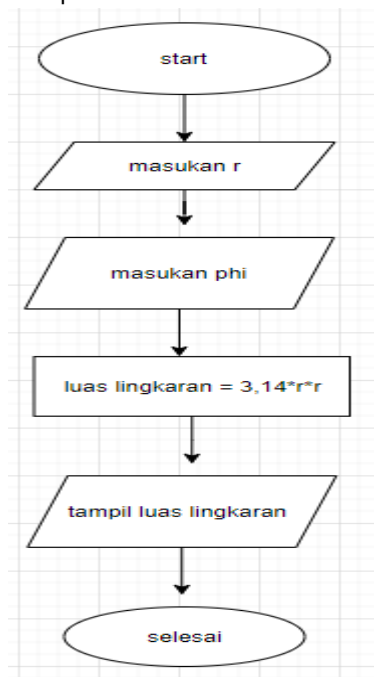 start
masukan r
masukan phi
luas lingkaran = 3,14*r*r
tampil luas lingkaran
selesai